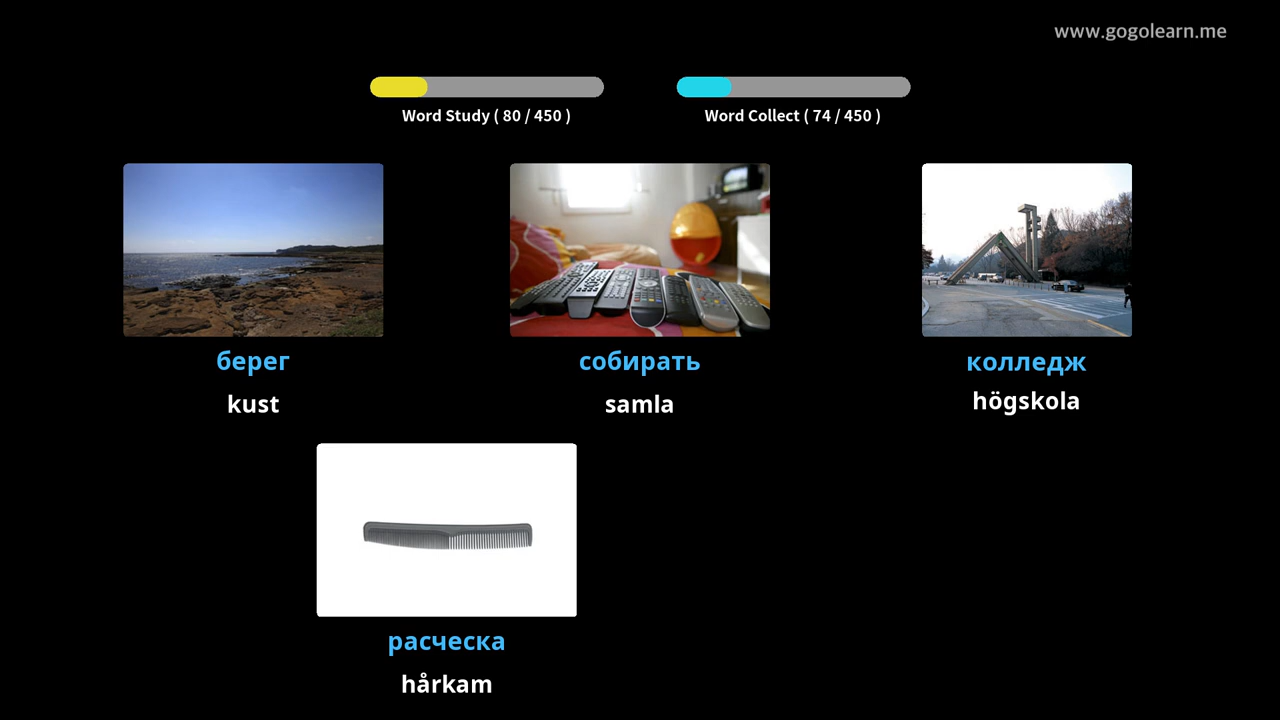 www.gogolearn.me
Word Study ( 80 / 450 )
Word Collect ( 74 / 450 )
берег
kust
собирать
samla
колледж
högskola
расческа
hårkam